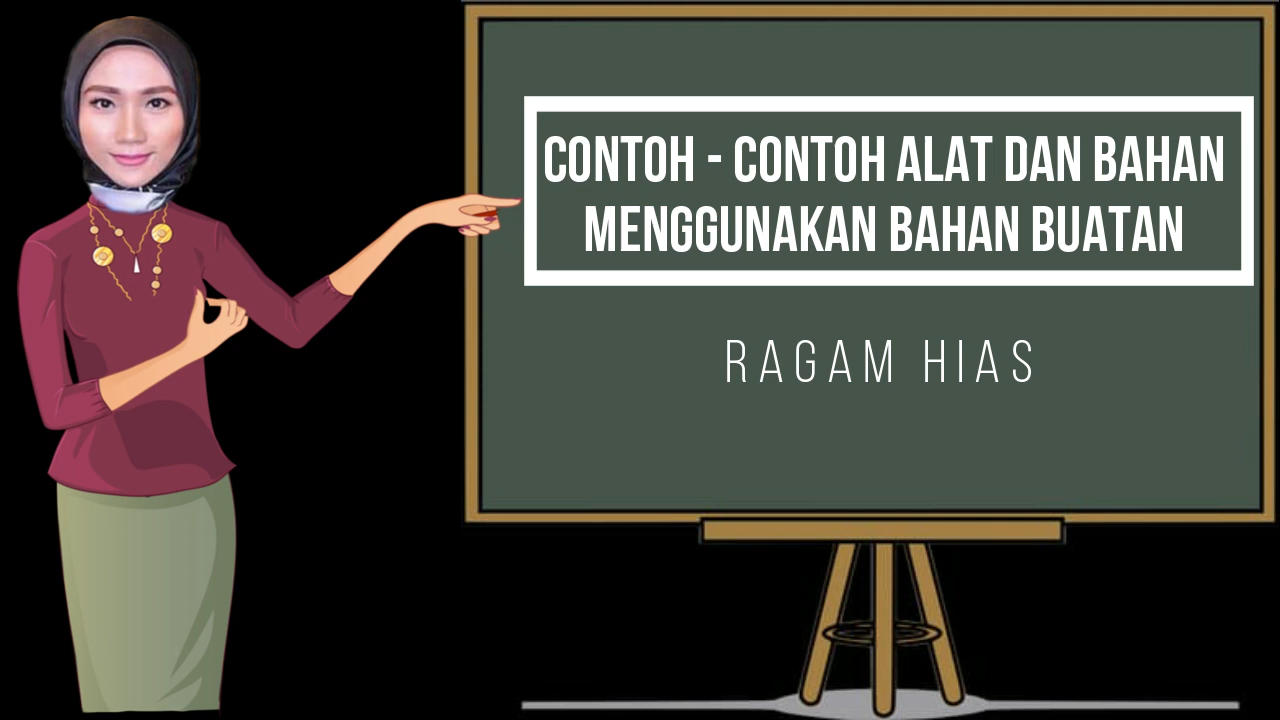 CONTOH - CONTOH ALAT DAN BAHAN
MENGGUNAKAN BAHAN BUATAN
RAGAM HIAS